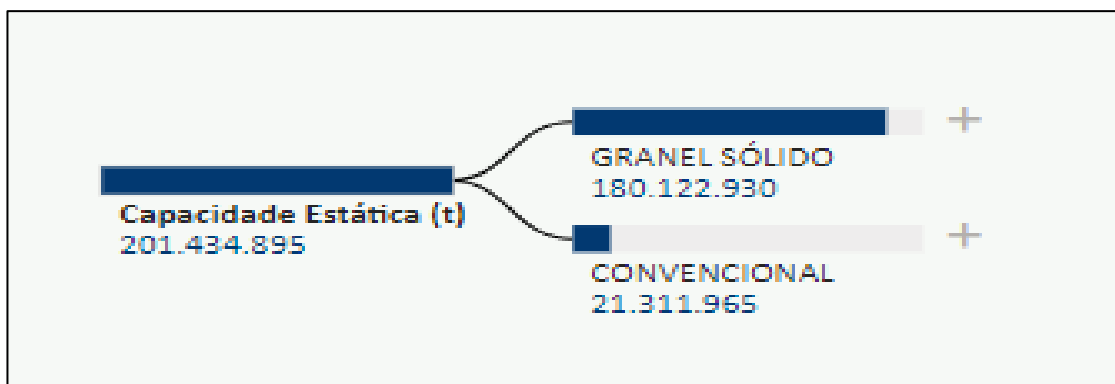 GRANEL SÓLIDO
180.122.930
Capacidade Estática (t)
201.434.895
CONVENCIONAL
21.311.965